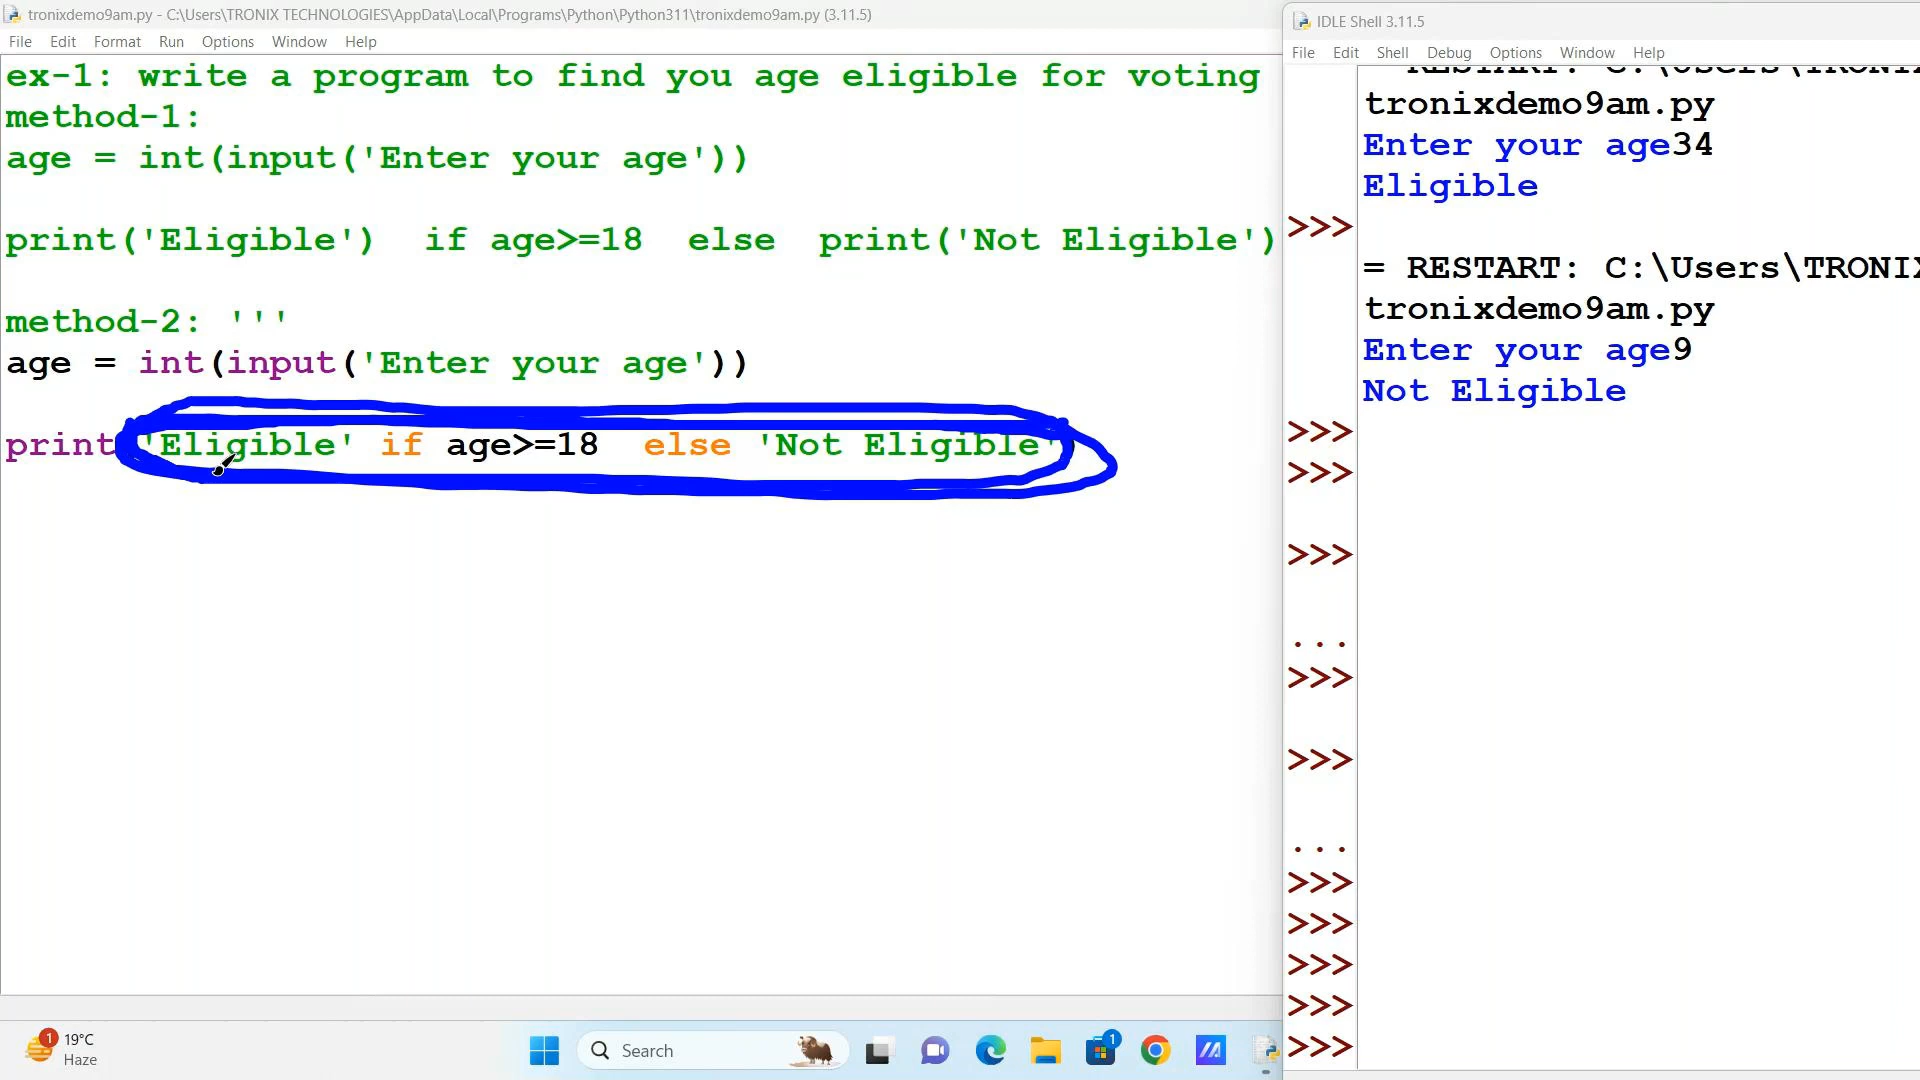 tronixdemo9am.py - C:\Users\TRONIX TECHNOLOGIES\AppData\Local\Programs\Python\Python311\tronixdemo9am.py (3.11.5)
File Edit Format Run Options Window Help
ex-1: write a program to find you age eligible for voting
method-1:
age = int(input('Enter your age'))
print('Eligible')  if age>=18  else  print('Not Eligible')
method-2: '''
age = int(input('Enter your age'))
print 'Eligible' if age>=18  else 'Not Eligible')
IDLE Shell 3.11.5
File Edit Shell Debug Options Window Help
RESTART: C:\Users\TRONIX
tronixdemo9am.py
Enter your age34
Eligible
>>>
= RESTART: C:\Users\TRONIX
tronixdemo9am.py
Enter your age9
Not Eligible
>>>
>>>
>>>
...
>>>
>>>
...
>>>
>>>
>>>
>>>
>>>
1
19°C
Haze
Search
1